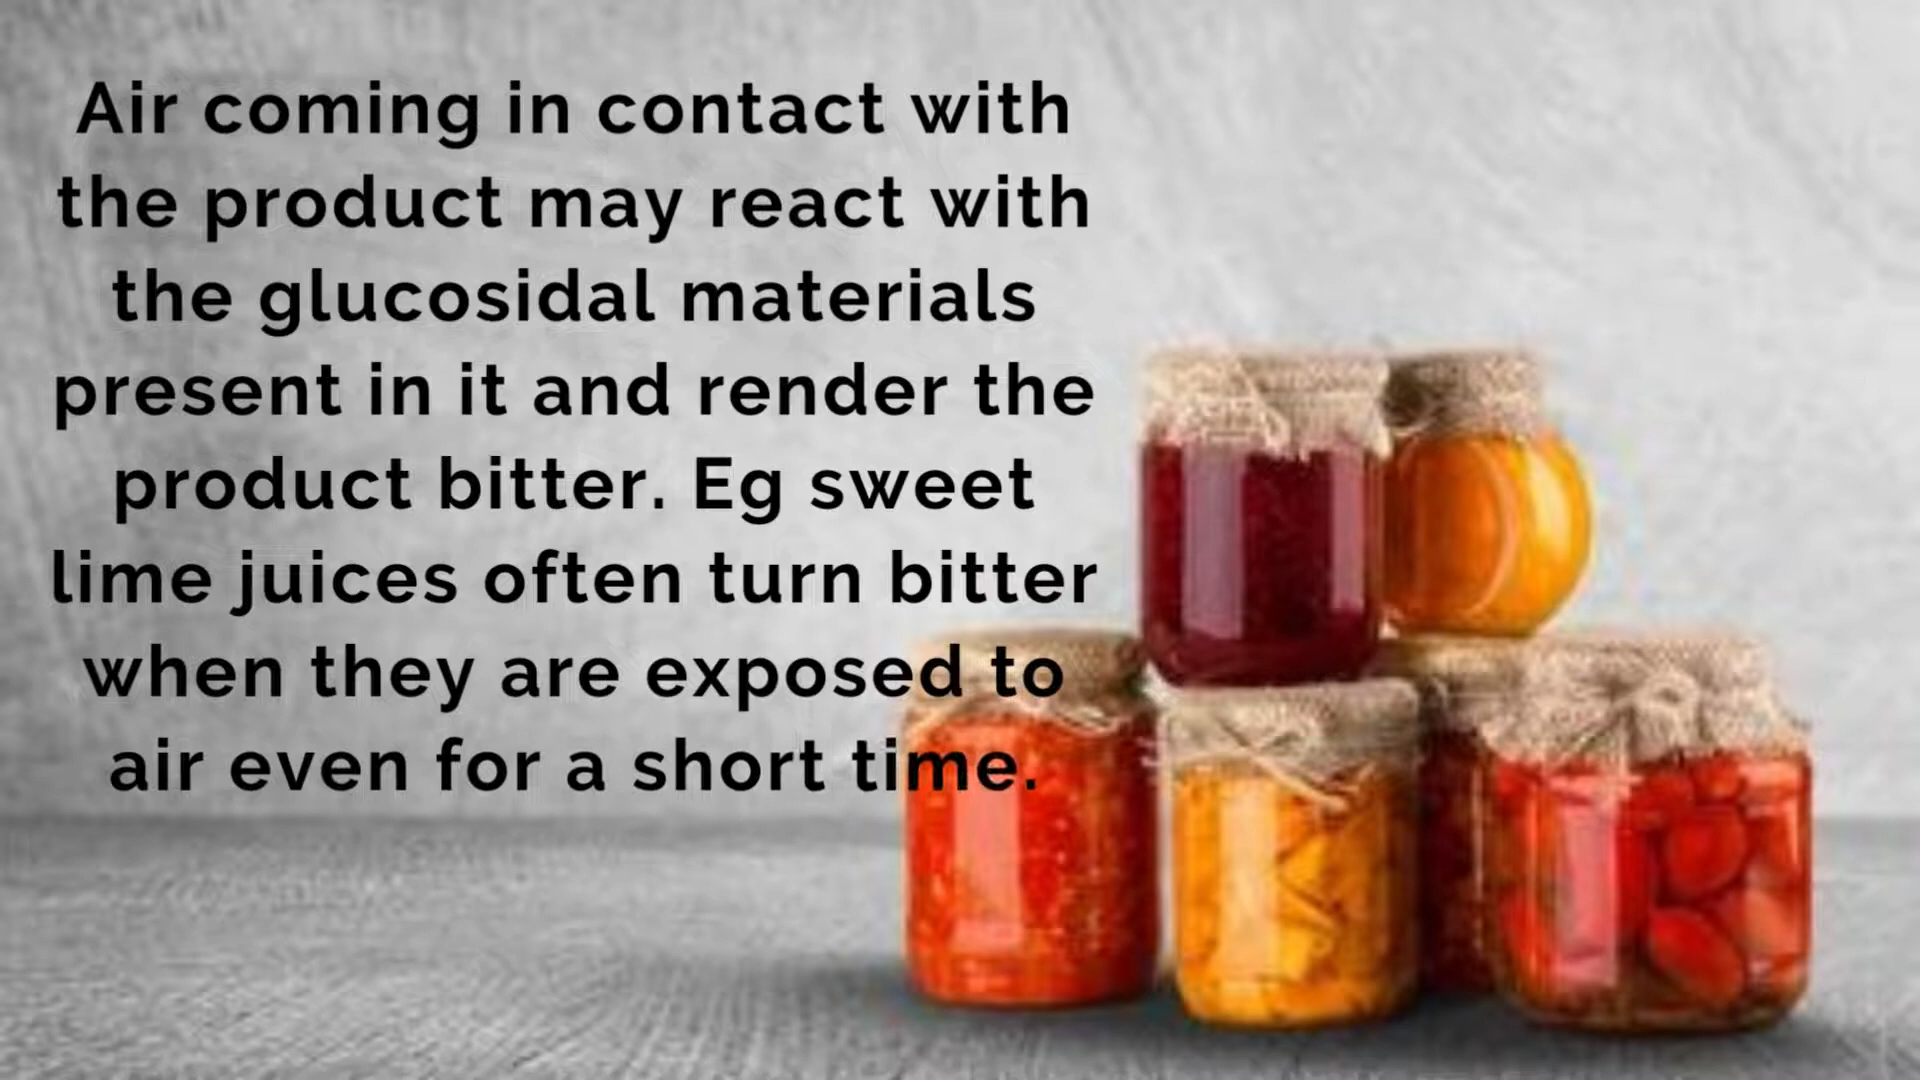 Air coming in contact with
the product may react with
the glucosidal materials
present in it and render the
product bitter. Eg sweet
lime juices often turn bitter
when they are exposed to
air even for a short time.